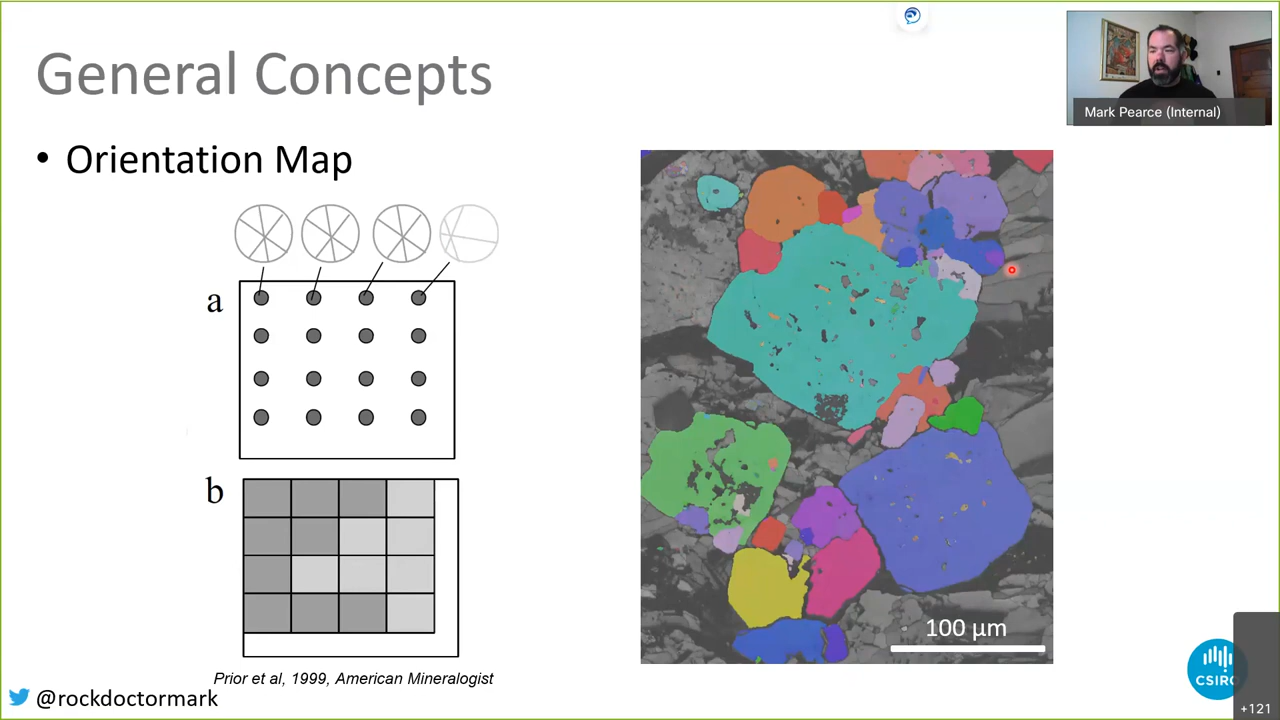 General Concepts
Mark Pearce (Internal)
• Orientation Map
a
b
100 µm
Prior et al, 1999, American Mineralogist
@rockdoctormark
CSIRO
+121